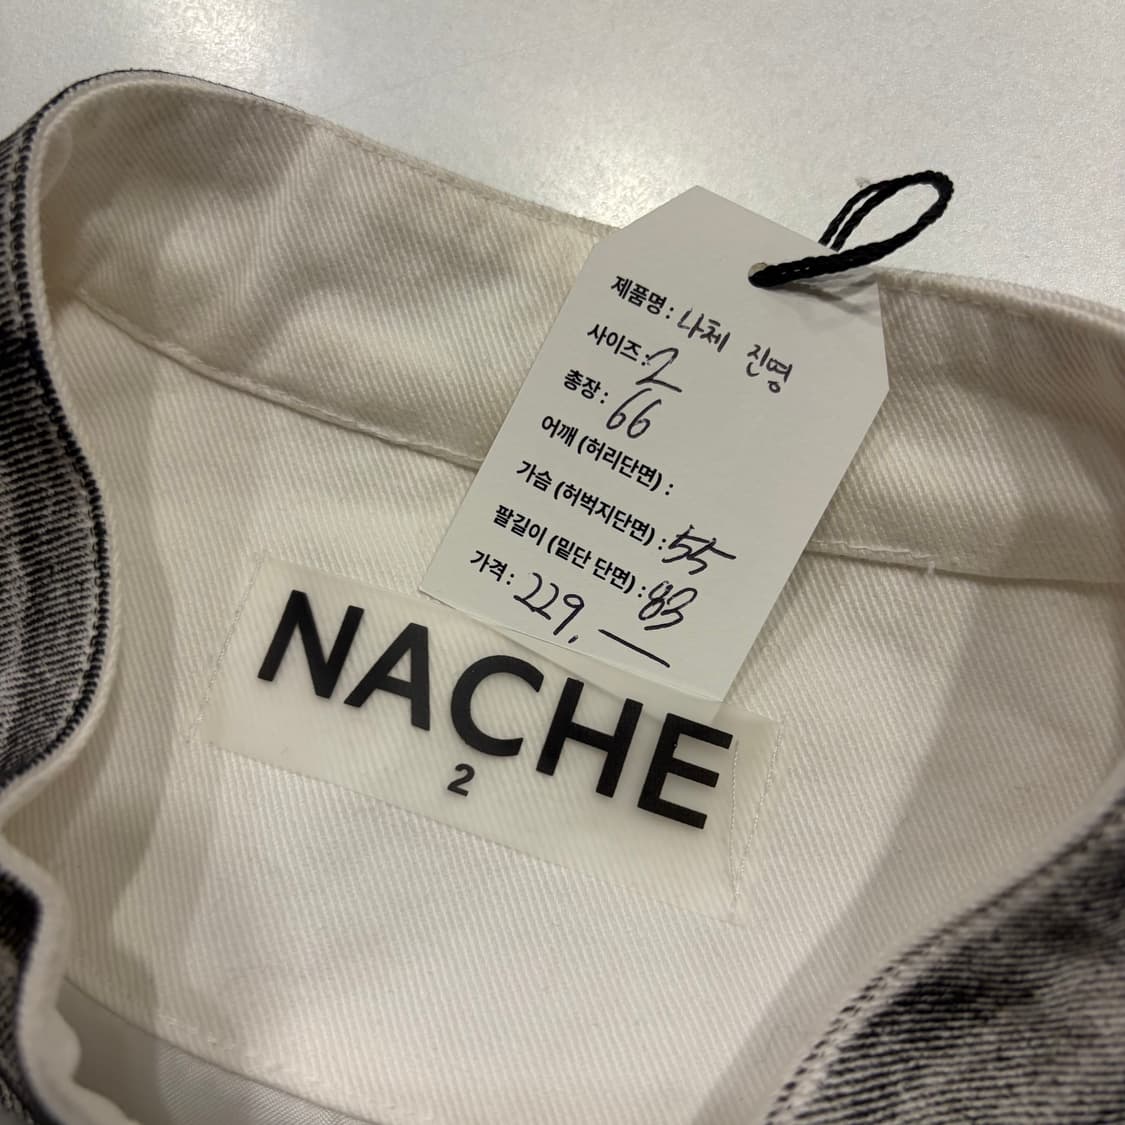 제품명 : 나체 진명
사이즈 : 2
총장 : 66
어깨 (허리단면) :
가슴 (허벅지단면) : 55
팔길이 (밑단 단면) : 83
가격 : 229,—
NACHE
2